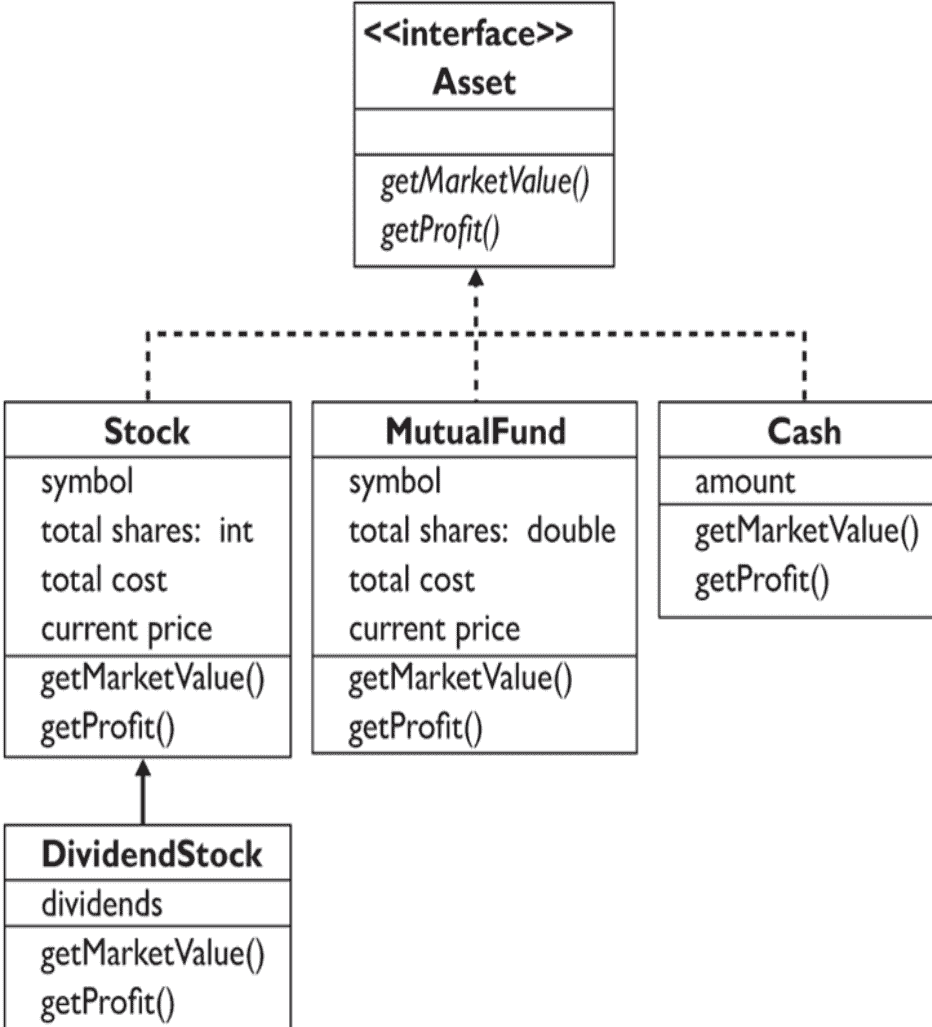 <<interface>>
Asset
getMarketValue()
getProfit()
Stock
symbol
total shares: int
total cost
current price
getMarketValue()
getProfit()
MutualFund
symbol
total shares: double
total cost
current price
getMarketValue()
getProfit()
Cash
amount
getMarketValue()
getProfit()
DividendStock
dividends
getMarketValue()
getProfit()